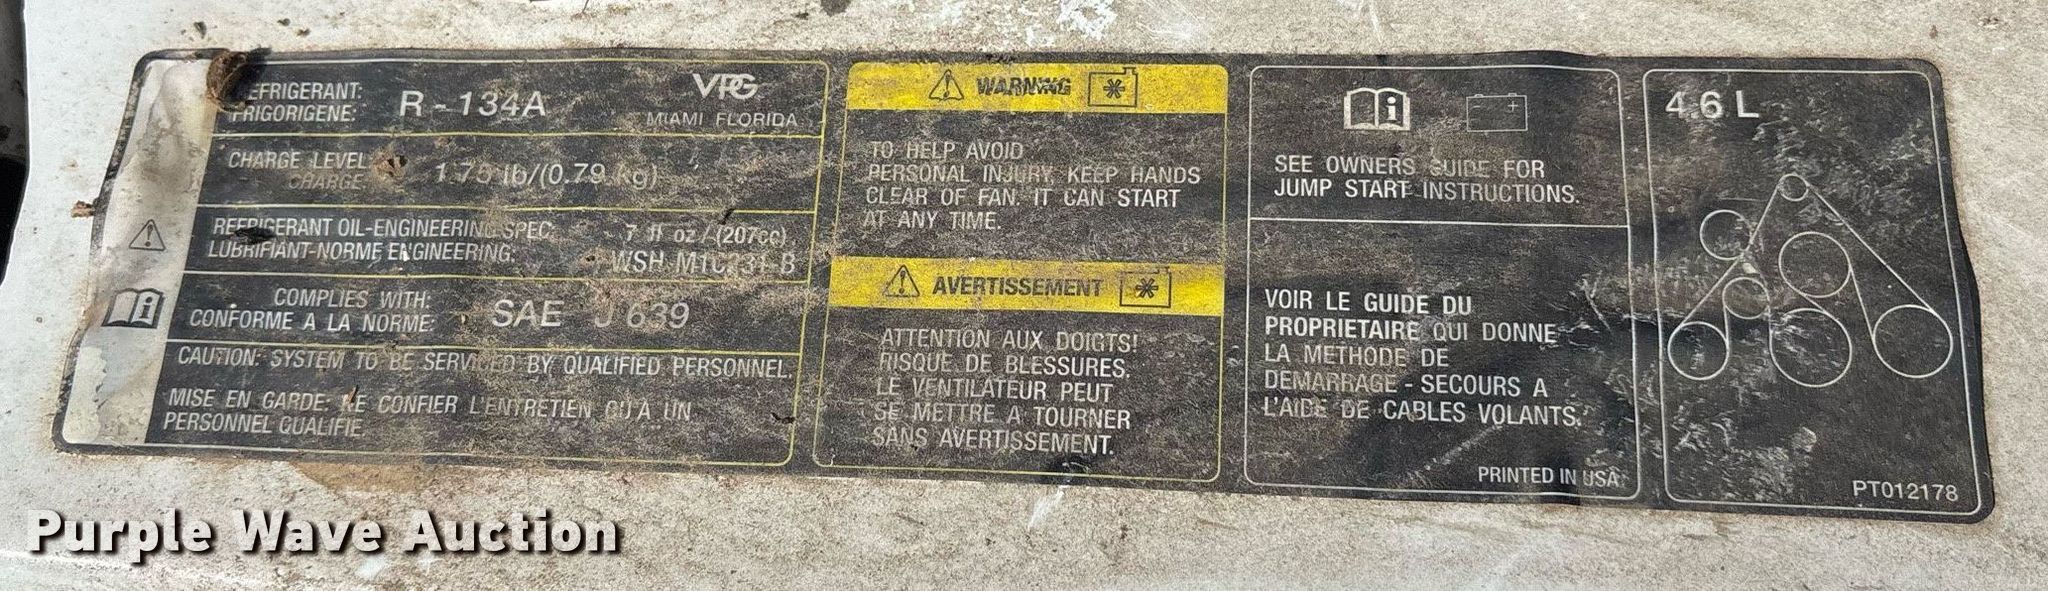 REFRIGERANT:
FRIGORIGENE:
R - 134A
VPG
MIAMI FLORIDA
CHARGE LEVEL
CHARGE:
1.75 lb/(0.79 kg)
REFRIGERANT OIL-ENGINEERING SPEC:
LUBRIFIANT-NORME ENGINEERING:
7 fl oz / (207cc)
WSH-M1C231-B
COMPLIES WITH:
CONFORME A LA NORME:
SAE J 639
CAUTION: SYSTEM TO BE SERVICED BY QUALIFIED PERSONNEL.
MISE EN GARDE: NE CONFIER L'ENTRETIEN QU'A UN
PERSONNEL QUALIFIE.
WARNING
TO HELP AVOID
PERSONAL INJURY, KEEP HANDS
CLEAR OF FAN. IT CAN START
AT ANY TIME.
AVERTISSEMENT
ATTENTION AUX DOIGTS!
RISQUE DE BLESSURES.
LE VENTILATEUR PEUT
SE METTRE A TOURNER
SANS AVERTISSEMENT.
SEE OWNERS GUIDE FOR
JUMP START INSTRUCTIONS.
VOIR LE GUIDE DU
PROPRIETAIRE QUI DONNE
LA METHODE DE
DEMARRAGE - SECOURS A
L'AIDE DE CABLES VOLANTS.
PRINTED IN USA
4.6 L
PT012178
Purple Wave Auction